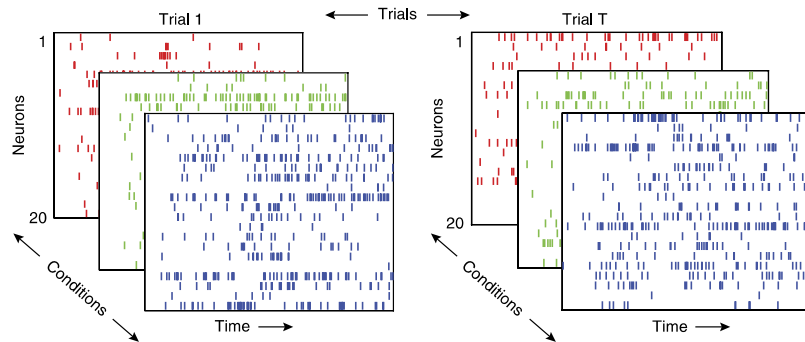 Trial 1
Trials
Trial T
1
Neurons
20
Conditions
Time
1
Neurons
20
Conditions
Time